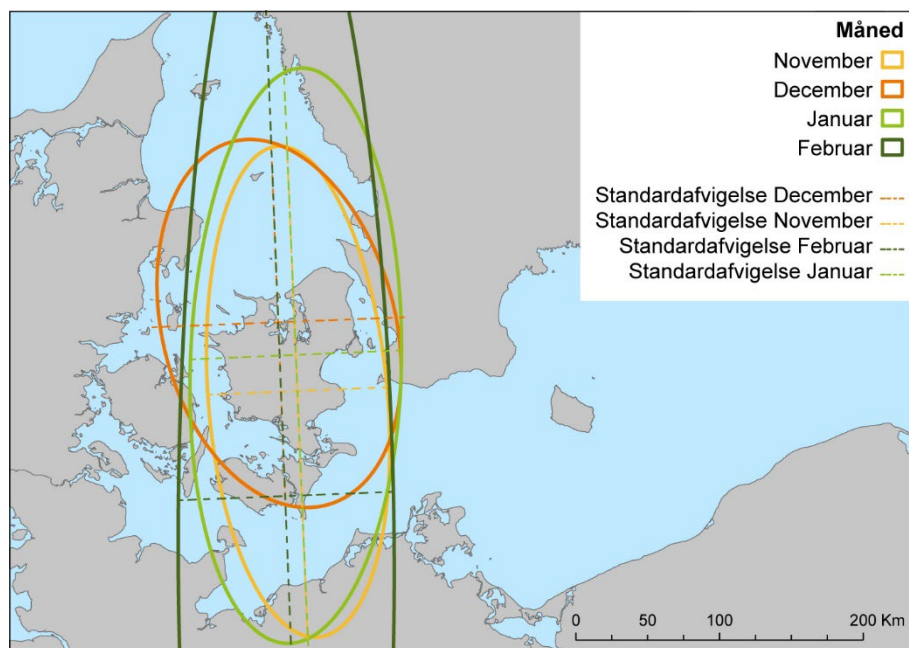 Måned
November
December
Januar
Februar
Standardafvigelse December
Standardafvigelse November
Standardafvigelse Februar
Standardafvigelse Januar
0 50 100 200 Km